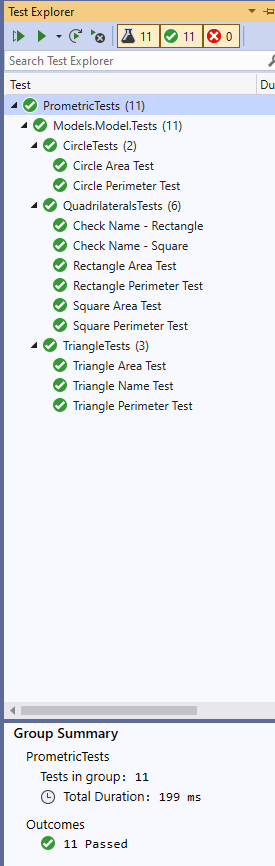 Test Explorer
11 11 0
Search Test Explorer
Test Du
PrometricTests (11)
Models.Model.Tests (11)
CircleTests (2)
Circle Area Test
Circle Perimeter Test
QuadrilateralsTests (6)
Check Name - Rectangle
Check Name - Square
Rectangle Area Test
Rectangle Perimeter Test
Square Area Test
Square Perimeter Test
TriangleTests (3)
Triangle Area Test
Triangle Name Test
Triangle Perimeter Test
Group Summary
PrometricTests
Tests in group: 11
Total Duration: 199 ms
Outcomes
11 Passed